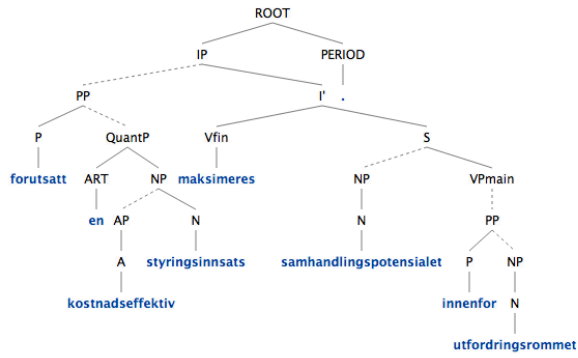 ROOT
IP PERIOD
PP I' .
P QuantP Vfin S
forutsatt ART NP maksimeres NP VPmain
en AP N N PP
A styringsinnsats samhandlingspotensialet P NP
kostnadseffektiv innenfor N
utfordringsrommet